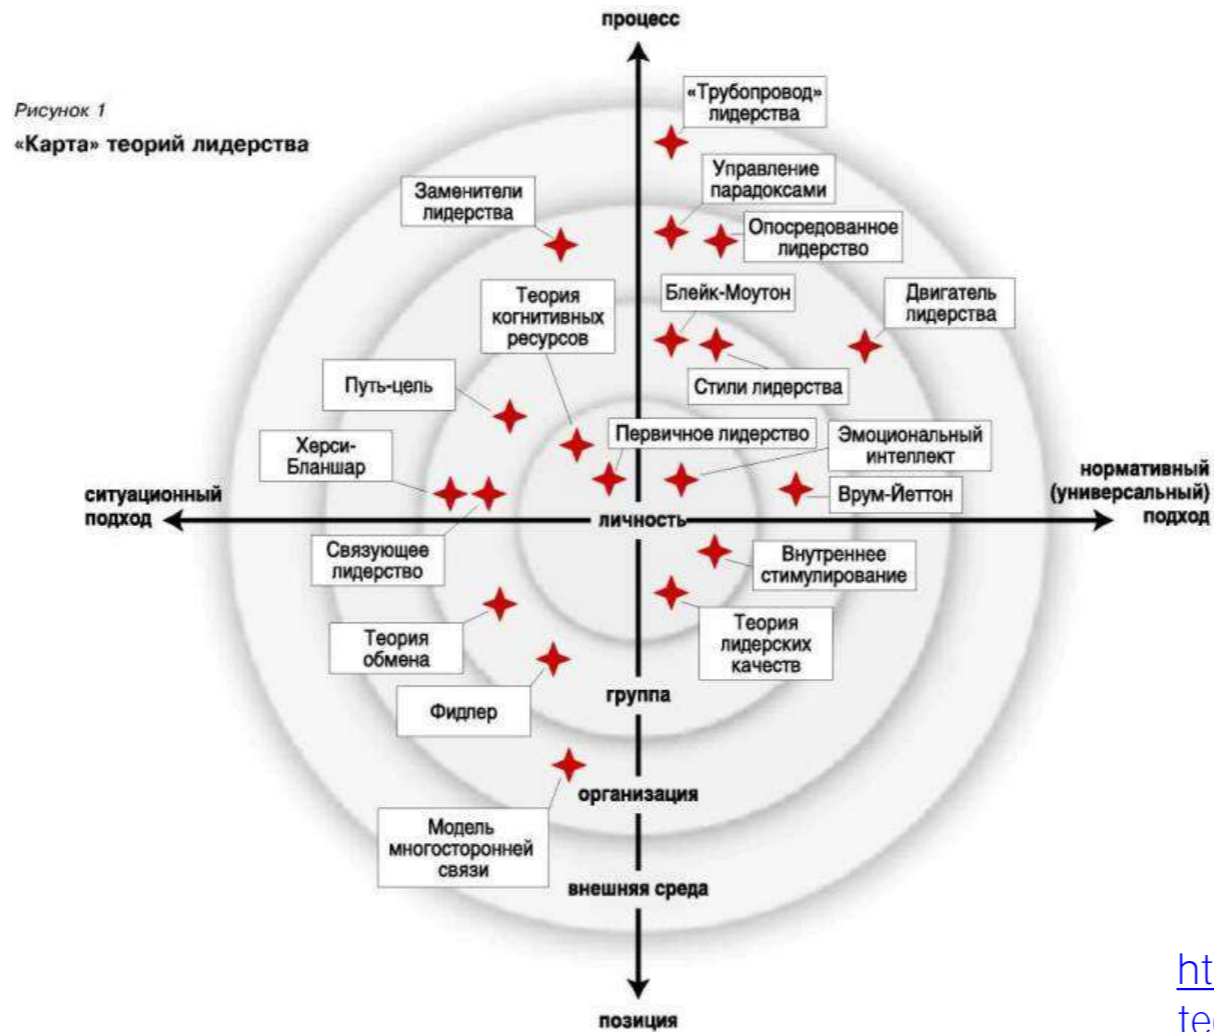 процесс
Рисунок 1
«Карта» теорий лидерства
«Трубопровод»
лидерства
Управление
парадоксами
Заменители
лидерства
Опосредованное
лидерство
Теория
когнитивных
ресурсов
Блейк-Моутон
Двигатель
лидерства
Путь-цель
Стили лидерства
Херси-
Бланшар
Первичное лидерство
Эмоциональный
интеллект
ситуационный
подход
личность
Врум-Йеттон
нормативный
(универсальный)
подход
Связующее
лидерство
Внутреннее
стимулирование
Теория
обмена
Теория
лидерских
качеств
Фидлер
группа
организация
Модель
многосторонней
связи
внешняя среда
позиция
ht
teo